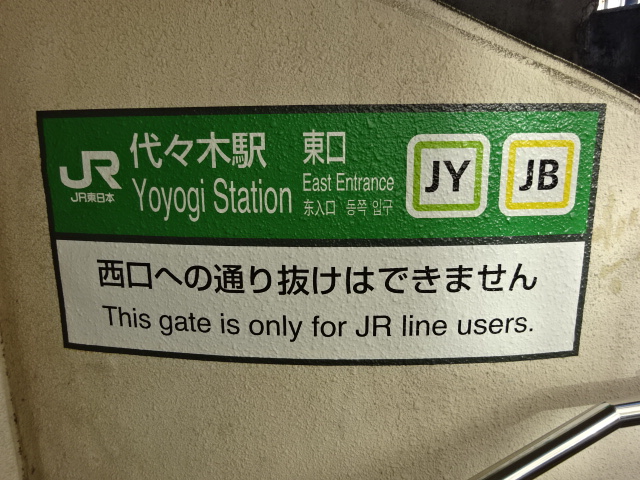 JR
JR東日本
代々木駅 東口
Yoyogi Station East Entrance
东入口 동쪽 입구
JY JB
西口への通り抜けはできません
This gate is only for JR line users.